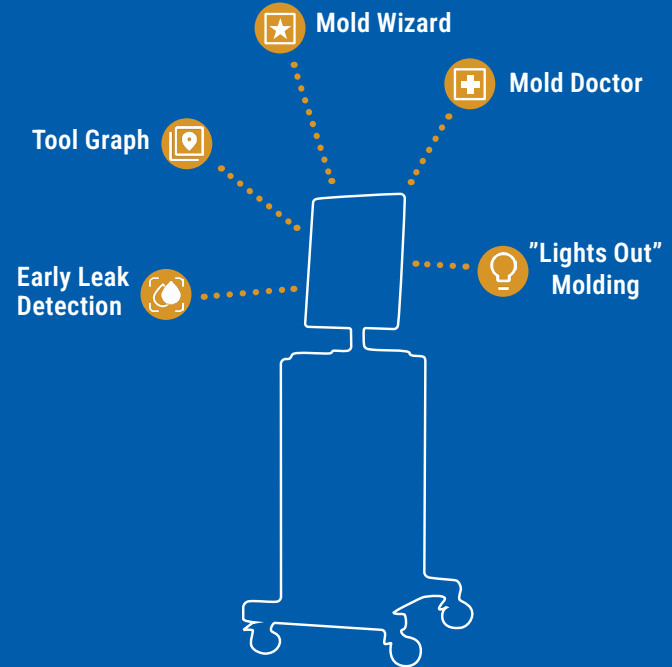 Mold Wizard
Mold Doctor
Tool Graph
”Lights Out”
Molding
Early Leak
Detection